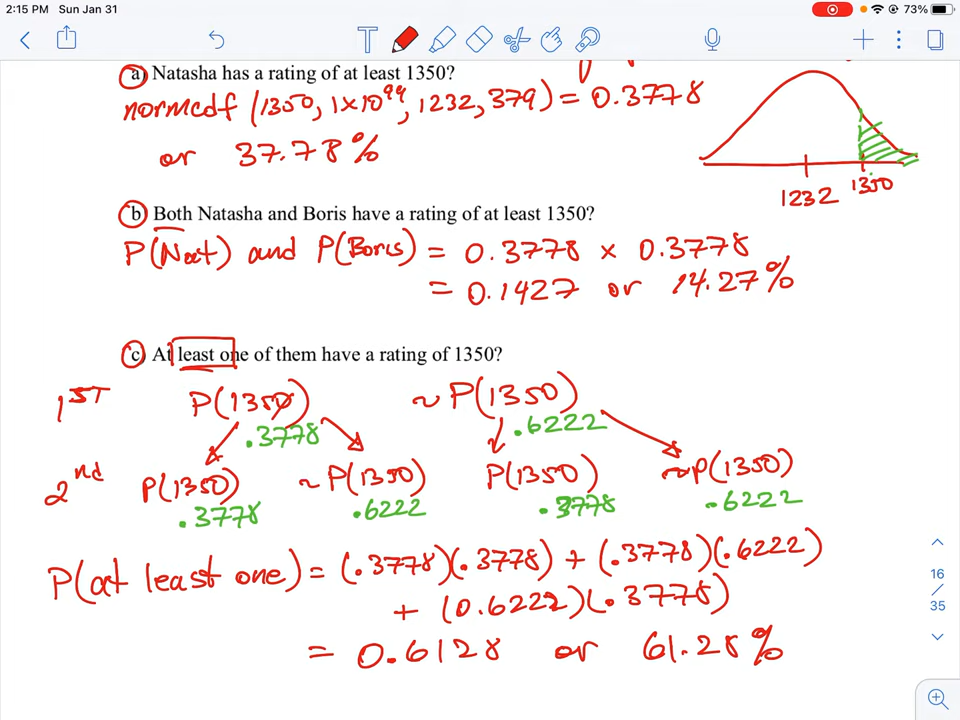 2:15 PM Sun Jan 31 73%
T
a) Natasha has a rating of at least 1350?
normcdf (1350, 1x10^99, 1232, 379) = 0.3778
or 37.78%
1232 1350
b) Both Natasha and Boris have a rating of at least 1350?
P(Nat) and P(Boris) = 0.3778 x 0.3778
= 0.1427 or 14.27%
c) At least one of them have a rating of 1350?
1ST P(1350) ~P(1350)
.3778 .6222
2nd P(1350) ~P(1350) P(1350) ~P(1350)
.3778 .6222 .3778 .6222
P(at least one) = (.3778)(.3778) + (.3778)(.6222)
+ (0.6222)(.3778)
= 0.6128 or 61.28%
16
/
35